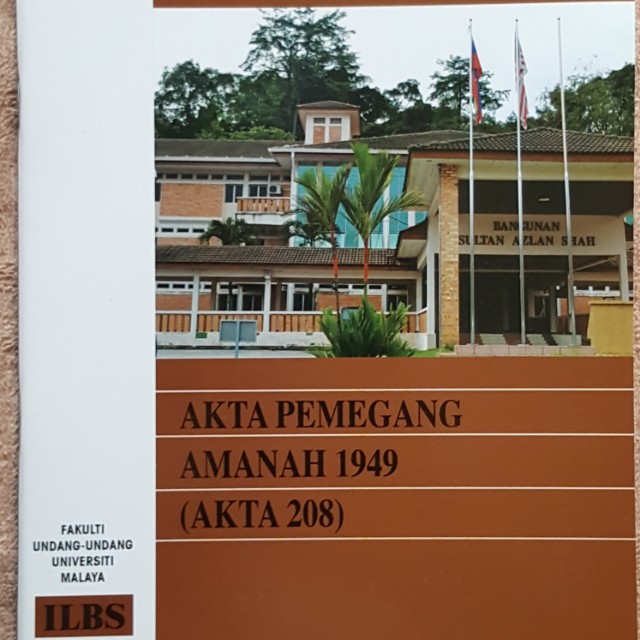 BANGUNAN
SULTAN AZLAN SHAH
AKTA PEMEGANG
AMANAH 1949
(AKTA 208)
FAKULTI
UNDANG-UNDANG
UNIVERSITI
MALAYA
ILBS